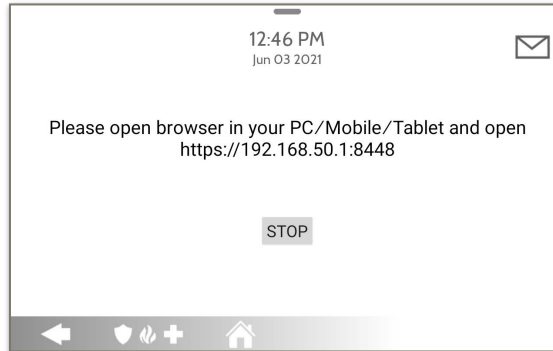 12:46 PM
Jun 03 2021
Please open browser in your PC/Mobile/Tablet and open
https://192.168.50.1:8448
STOP